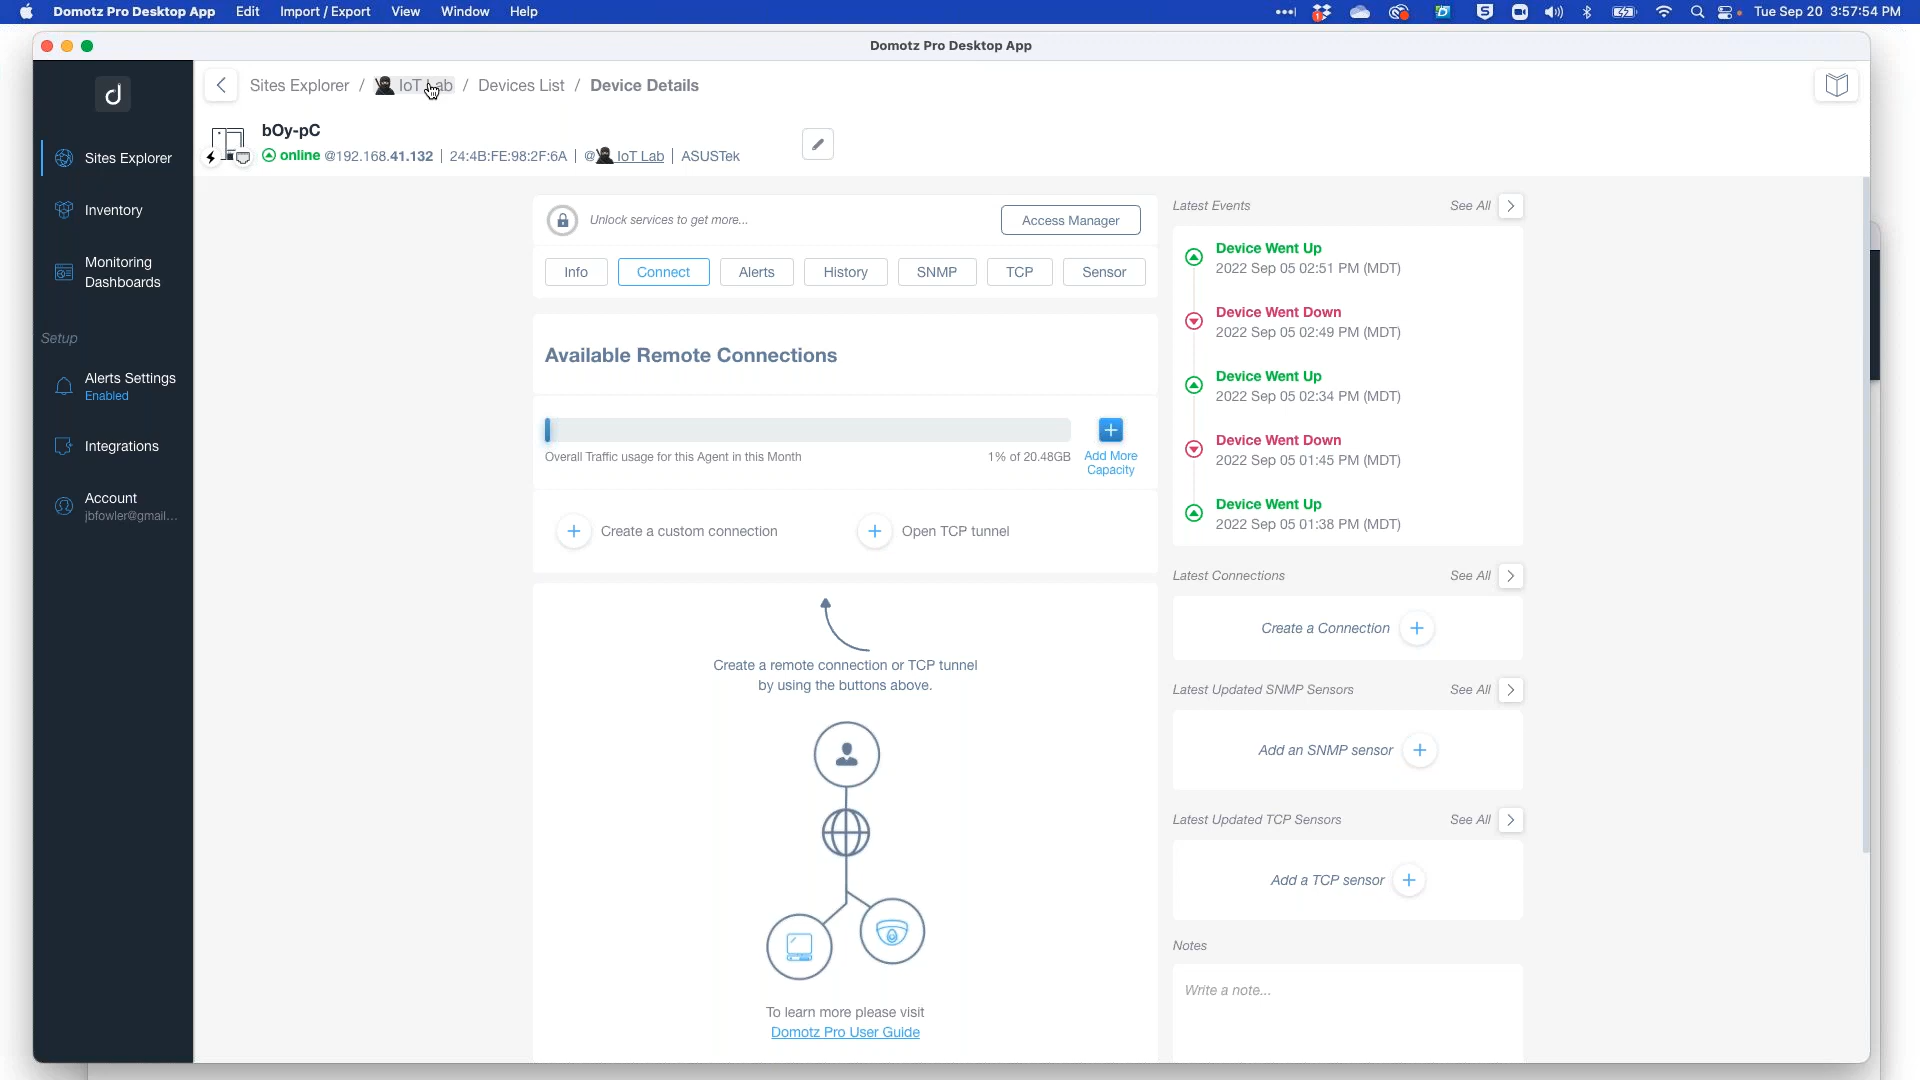 Domotz Pro Desktop App Edit Import / Export View Window Help Tue Sep 20 3:57:54 PM
Domotz Pro Desktop App
Sites Explorer / IoT Lab / Devices List / Device Details
bOy-pC
online @192.168.41.132 | 24:4B:FE:98:2F:6A | @ IoT Lab | ASUSTek
Sites Explorer
Inventory
Monitoring
Dashboards
Setup
Alerts Settings
Enabled
Integrations
Account
jbfowler@gmail...
Unlock services to get more...
Access Manager
Info Connect Alerts History SNMP TCP Sensor
Available Remote Connections
Overall Traffic usage for this Agent in this Month 1% of 20.48GB
Add More
Capacity
Create a custom connection
Open TCP tunnel
Create a remote connection or TCP tunnel
by using the buttons above.
To learn more please visit
Domotz Pro User Guide
Latest Events See All
Device Went Up
2022 Sep 05 02:51 PM (MDT)
Device Went Down
2022 Sep 05 02:49 PM (MDT)
Device Went Up
2022 Sep 05 02:34 PM (MDT)
Device Went Down
2022 Sep 05 01:45 PM (MDT)
Device Went Up
2022 Sep 05 01:38 PM (MDT)
Latest Connections See All
Create a Connection
Latest Updated SNMP Sensors See All
Add an SNMP sensor
Latest Updated TCP Sensors See All
Add a TCP sensor
Notes
Write a note...